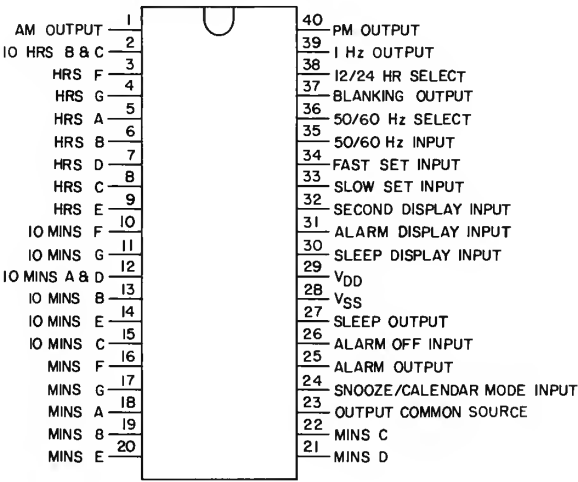 AM OUTPUT 1
10 HRS B & C 2
HRS F 3
HRS G 4
HRS A 5
HRS B 6
HRS D 7
HRS C 8
HRS E 9
10 MINS F 10
10 MINS G 11
10 MINS A & D 12
10 MINS B 13
10 MINS E 14
10 MINS C 15
MINS F 16
MINS G 17
MINS A 18
MINS B 19
MINS E 20
40 PM OUTPUT
39 1 Hz OUTPUT
38 12/24 HR SELECT
37 BLANKING OUTPUT
36 50/60 Hz SELECT
35 50/60 Hz INPUT
34 FAST SET INPUT
33 SLOW SET INPUT
32 SECOND DISPLAY INPUT
31 ALARM DISPLAY INPUT
30 SLEEP DISPLAY INPUT
29 VDD
28 VSS
27 SLEEP OUTPUT
26 ALARM OFF INPUT
25 ALARM OUTPUT
24 SNOOZE/CALENDAR MODE INPUT
23 OUTPUT COMMON SOURCE
22 MINS C
21 MINS D